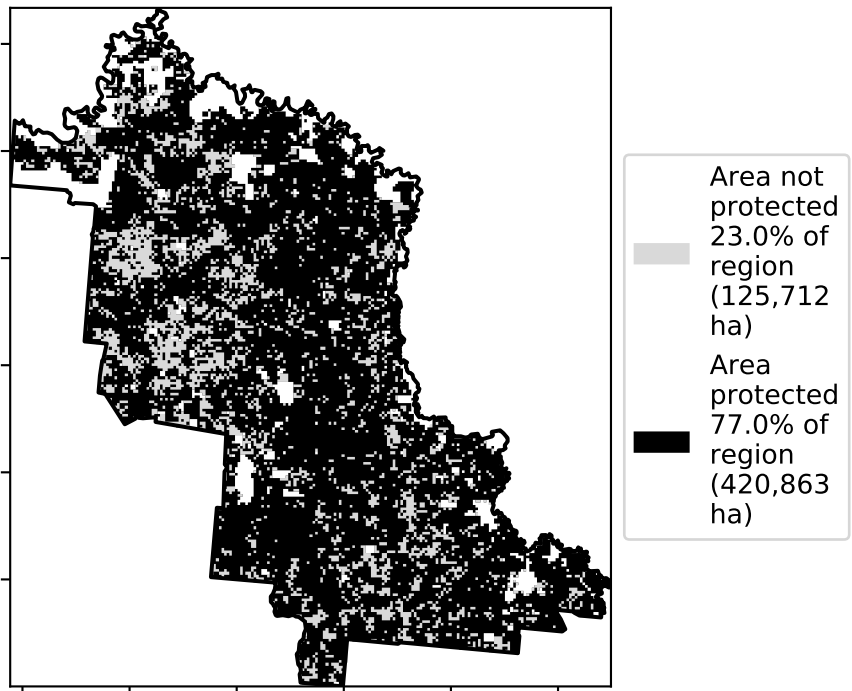 Area not
protected
23.0% of
region
(125,712
ha)
Area
protected
77.0% of
region
(420,863
ha)